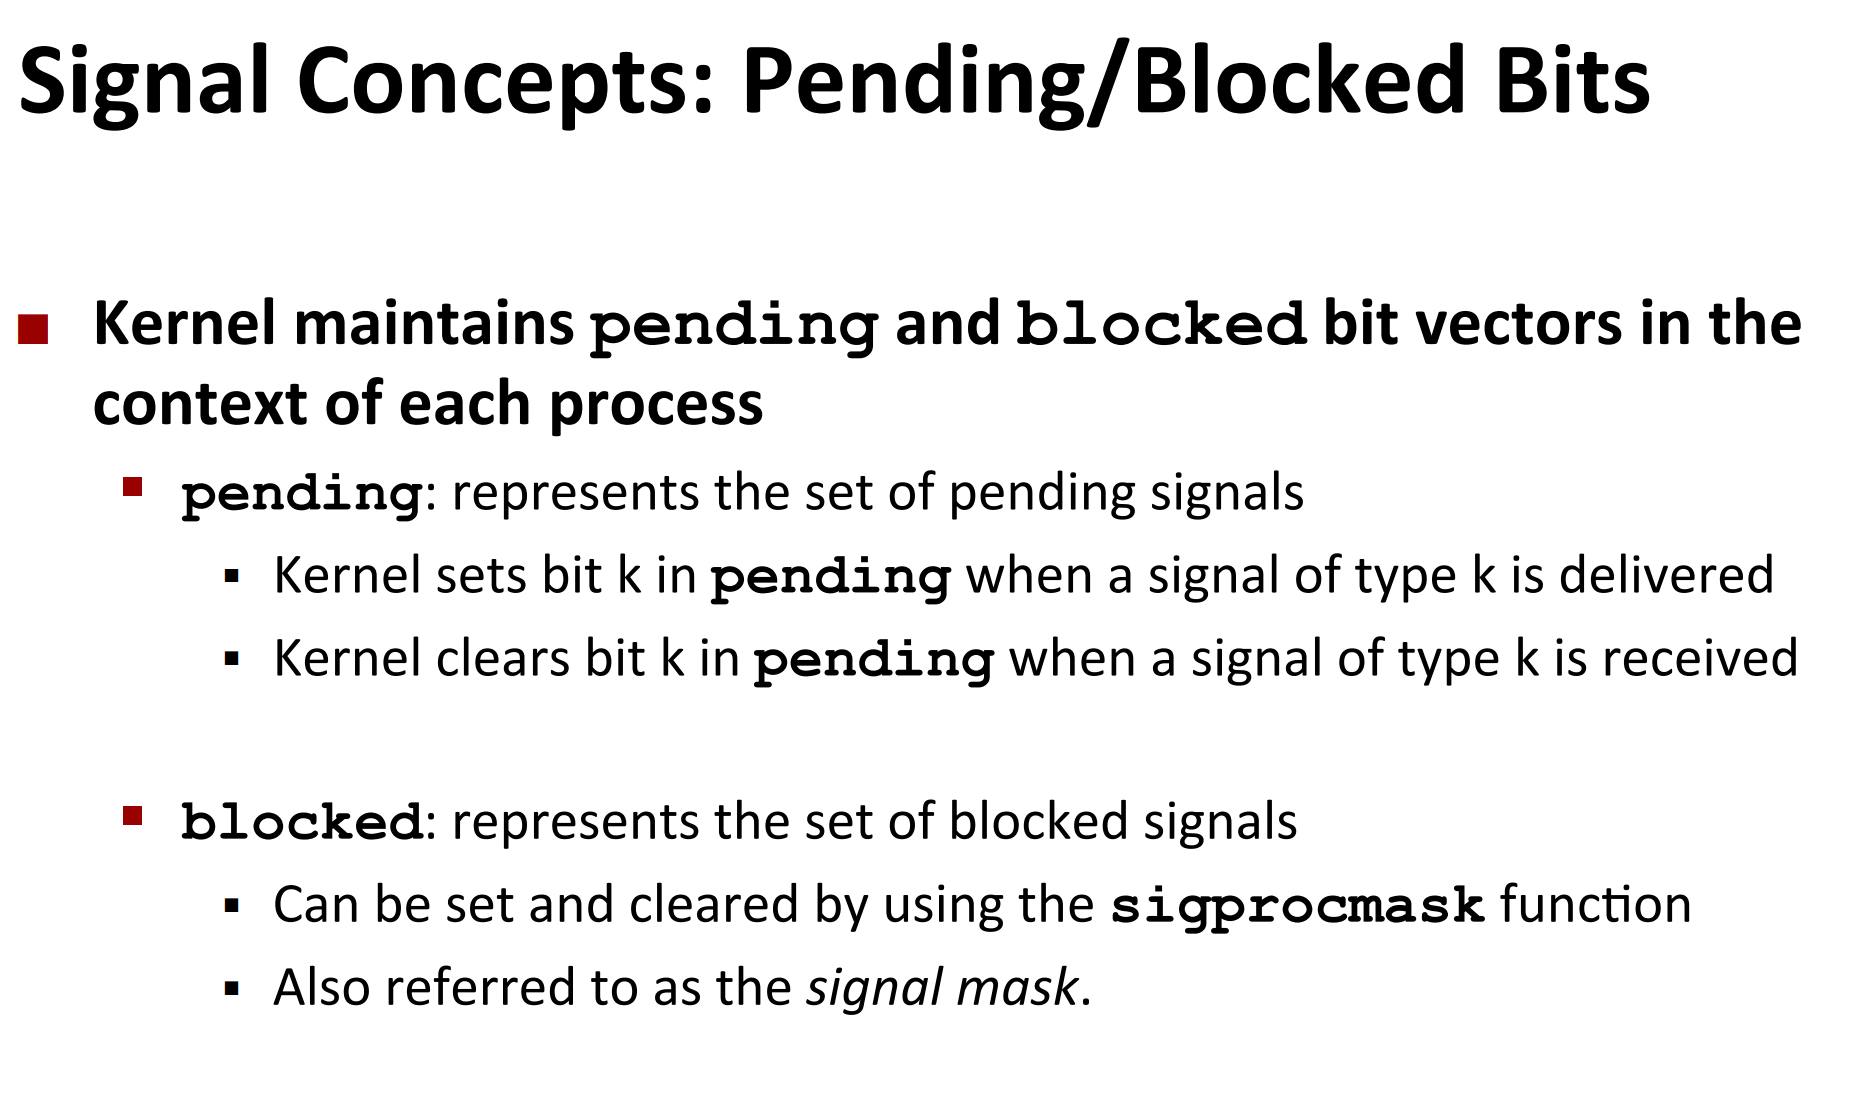 Signal Concepts: Pending/Blocked Bits
Kernel maintains pending and blocked bit vectors in the
context of each process
pending: represents the set of pending signals
Kernel sets bit k in pending when a signal of type k is delivered
Kernel clears bit k in pending when a signal of type k is received
blocked: represents the set of blocked signals
Can be set and cleared by using the sigprocmask function
Also referred to as the signal mask.